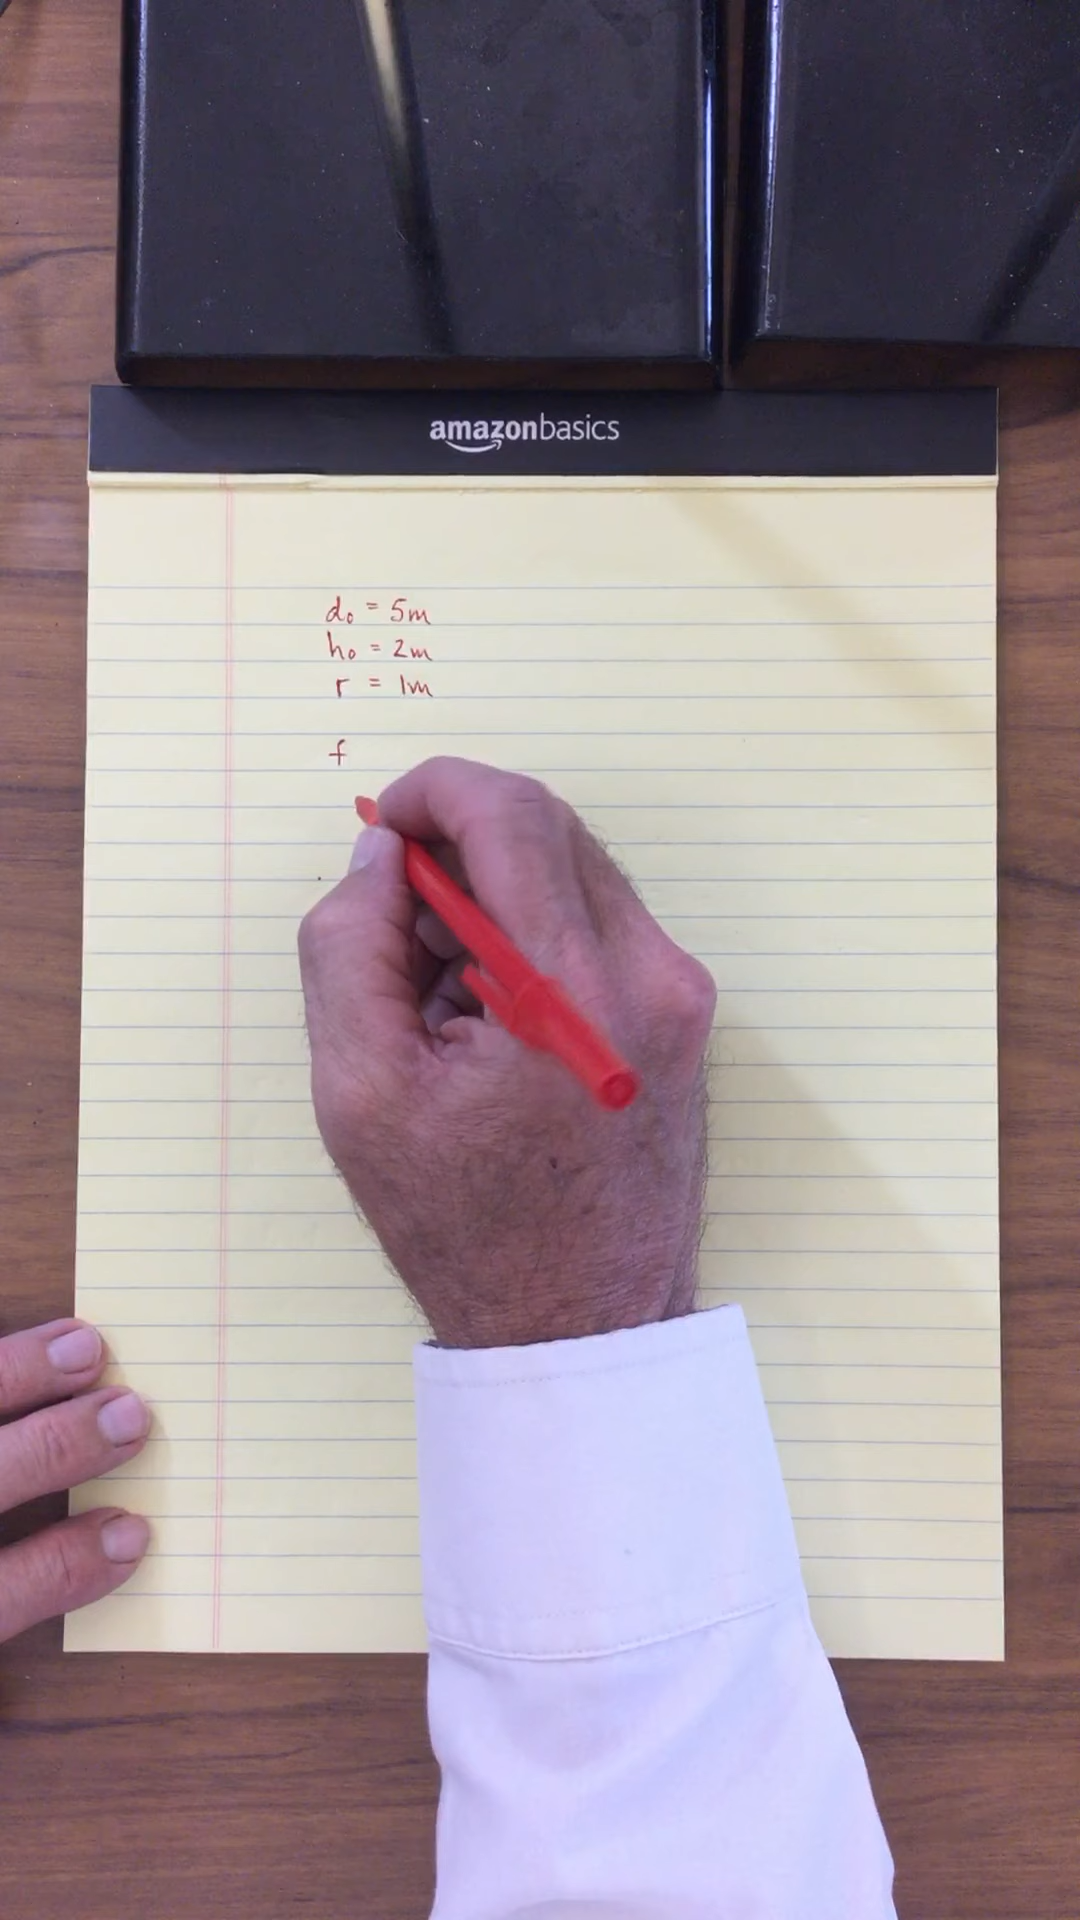 amazonbasics
d₀ = 5m
h₀ = 2m
r = 1m
f